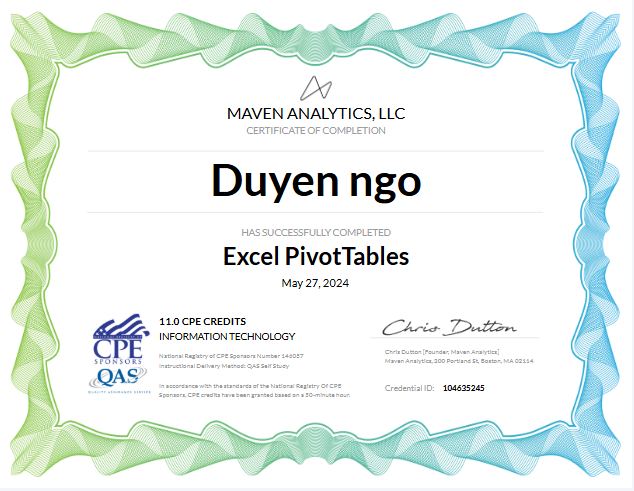 MAVEN ANALYTICS, LLC
CERTIFICATE OF COMPLETION
Duyen ngo
HAS SUCCESSFULLY COMPLETED
Excel PivotTables
May 27, 2024
11.0 CPE CREDITS
INFORMATION TECHNOLOGY
CPE
SPONSORS
QAS
QUALITY ASSURANCE SERVICE
National Registry of CPE Sponsors Number 146057
Instructional Delivery Method: QAS Self Study
In accordance with the standards of the National Registry Of CPE
Sponsors, CPE credits have been granted based on a 50-minute hour.
Chris Dutton
Chris Dutton [Founder, Maven Analytics]
Maven Analytics, 200 Portland St, Boston, MA 02114
Credential ID: 104635245